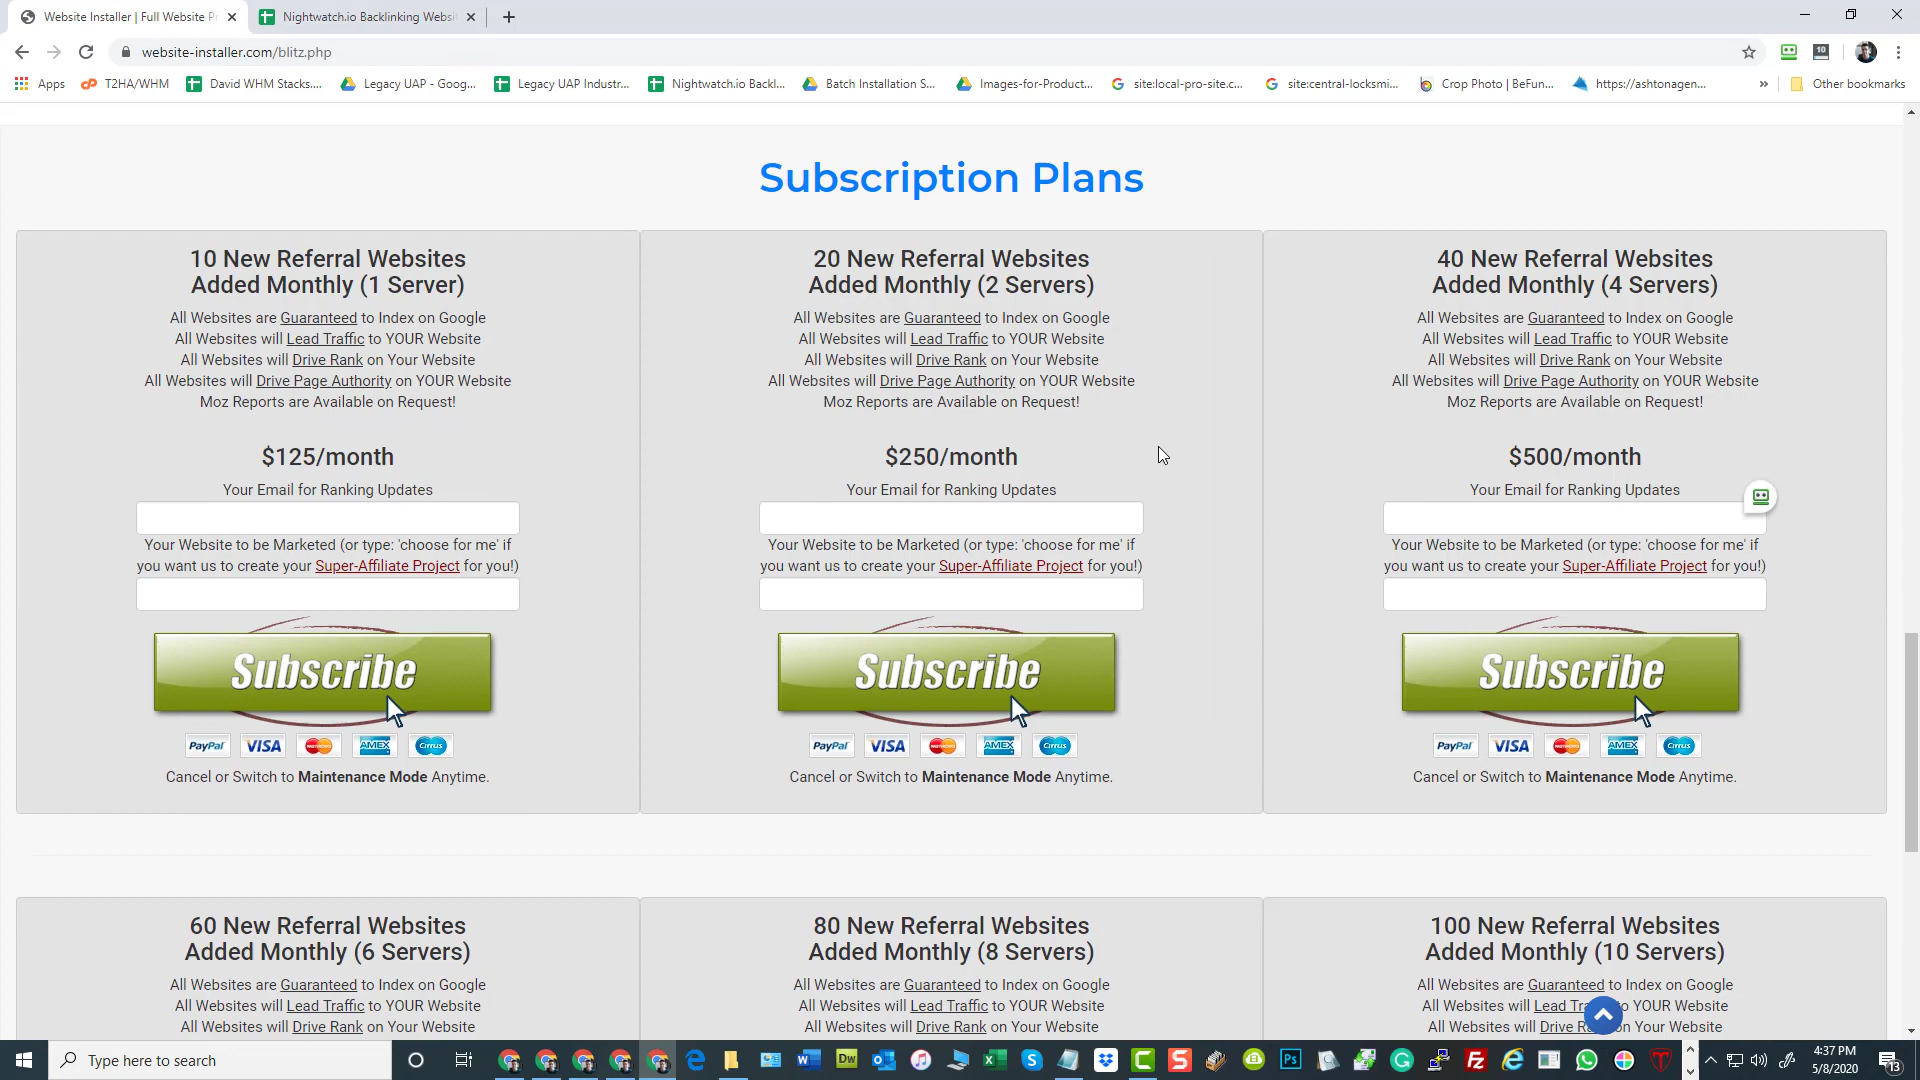 Website Installer | Full Website P
Nightwatch.io Backlinking Websi
website-installer.com/blitz.php
Apps
T2HA/WHM
David WHM Stacks....
Legacy UAP - Goog...
Legacy UAP Industr...
Nightwatch.io Backl...
Batch Installation S...
Images-for-Product...
site:local-pro-site.c...
site:central-locksmi...
Crop Photo | BeFun...
https://ashtonagen...
»
Other bookmarks
Subscription Plans
10 New Referral Websites
Added Monthly (1 Server)
All Websites are Guaranteed to Index on Google
All Websites will Lead Traffic to YOUR Website
All Websites will Drive Rank on Your Website
All Websites will Drive Page Authority on YOUR Website
Moz Reports are Available on Request!
$125/month
Your Email for Ranking Updates
Your Website to be Marketed (or type: 'choose for me' if
you want us to create your Super-Affiliate Project for you!)
Subscribe
PayPal VISA MasterCard AMEX Cirrus
Cancel or Switch to Maintenance Mode Anytime.
20 New Referral Websites
Added Monthly (2 Servers)
All Websites are Guaranteed to Index on Google
All Websites will Lead Traffic to YOUR Website
All Websites will Drive Rank on Your Website
All Websites will Drive Page Authority on YOUR Website
Moz Reports are Available on Request!
$250/month
Your Email for Ranking Updates
Your Website to be Marketed (or type: 'choose for me' if
you want us to create your Super-Affiliate Project for you!)
Subscribe
PayPal VISA MasterCard AMEX Cirrus
Cancel or Switch to Maintenance Mode Anytime.
40 New Referral Websites
Added Monthly (4 Servers)
All Websites are Guaranteed to Index on Google
All Websites will Lead Traffic to YOUR Website
All Websites will Drive Rank on Your Website
All Websites will Drive Page Authority on YOUR Website
Moz Reports are Available on Request!
$500/month
Your Email for Ranking Updates
Your Website to be Marketed (or type: 'choose for me' if
you want us to create your Super-Affiliate Project for you!)
Subscribe
PayPal VISA MasterCard AMEX Cirrus
Cancel or Switch to Maintenance Mode Anytime.
60 New Referral Websites
Added Monthly (6 Servers)
All Websites are Guaranteed to Index on Google
All Websites will Lead Traffic to YOUR Website
All Websites will Drive Rank on Your Website
80 New Referral Websites
Added Monthly (8 Servers)
All Websites are Guaranteed to Index on Google
All Websites will Lead Traffic to YOUR Website
All Websites will Drive Rank on Your Website
100 New Referral Websites
Added Monthly (10 Servers)
All Websites are Guaranteed to Index on Google
All Websites will Lead Tra to YOUR Website
All Websites will Drive R on Your Website
Type here to search
4:37 PM
5/8/2020
13